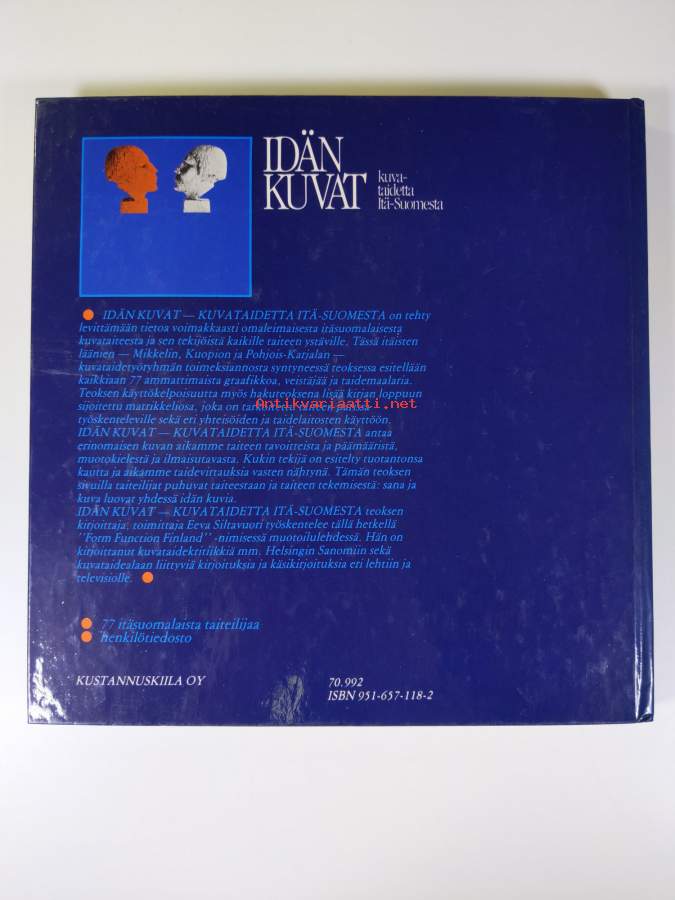 IDÄN
KUVAT
kuva-
taidetta
Itä-Suomesta
IDÄN KUVAT — KUVATAIDETTA ITÄ-SUOMESTA on tehty
levittämään tietoa voimakkaasti omaleimaisesta itäsuomalaisesta
kuvataiteesta ja sen tekijöistä kaikille taiteen ystäville. Tässä itäisten
läänien — Mikkelin, Kuopion ja Pohjois-Karjalan —
kuvataidetyöryhmän toimeksiannosta syntyneessä teoksessa esitellään
kaikkiaan 77 ammattimaista graafikkoa, veistäjää ja taidemaalaria.
Teoksen käyttökelpoisuutta myös hakuteoksena lisää kirjan loppuun
sijoitettu matrikkeliosa, joka on
antikvariaatti.net
työskenteleville sekä eri yhteisöiden ja taidelaitosten käyttöön.
IDÄN KUVAT — KUVATAIDETTA ITÄ-SUOMESTA antaa
erinomaisen kuvan aikamme taiteen tavoitteista ja päämääristä,
muotokielestä ja ilmaisutavasta. Kukin tekijä on esitelty tuotantonsa
kautta ja aikamme taidevirtauksia vasten nähtynä. Tämän teoksen
sivuilla taiteilijat puhuvat taiteestaan ja taiteen tekemisestä: sana ja
kuva luovat yhdessä idän kuvia.
IDÄN KUVAT — KUVATAIDETTA ITÄ-SUOMESTA teoksen
kirjoittaja, toimittaja Eeva Siltavuori työskentelee tällä hetkellä
''Form Function Finland'' -nimisessä muotoilulehdessä. Hän on
kirjoittanut kuvataidekritiikkiä mm. Helsingin Sanomiin sekä
kuvataidealaan liittyviä kirjoituksia ja käsikirjoituksia eri lehtiin ja
televisiolle.
77 itäsuomalaista taiteilijaa
henkilötiedosto
KUSTANNUSKIILA OY
70.992
ISBN 951-657-118-2